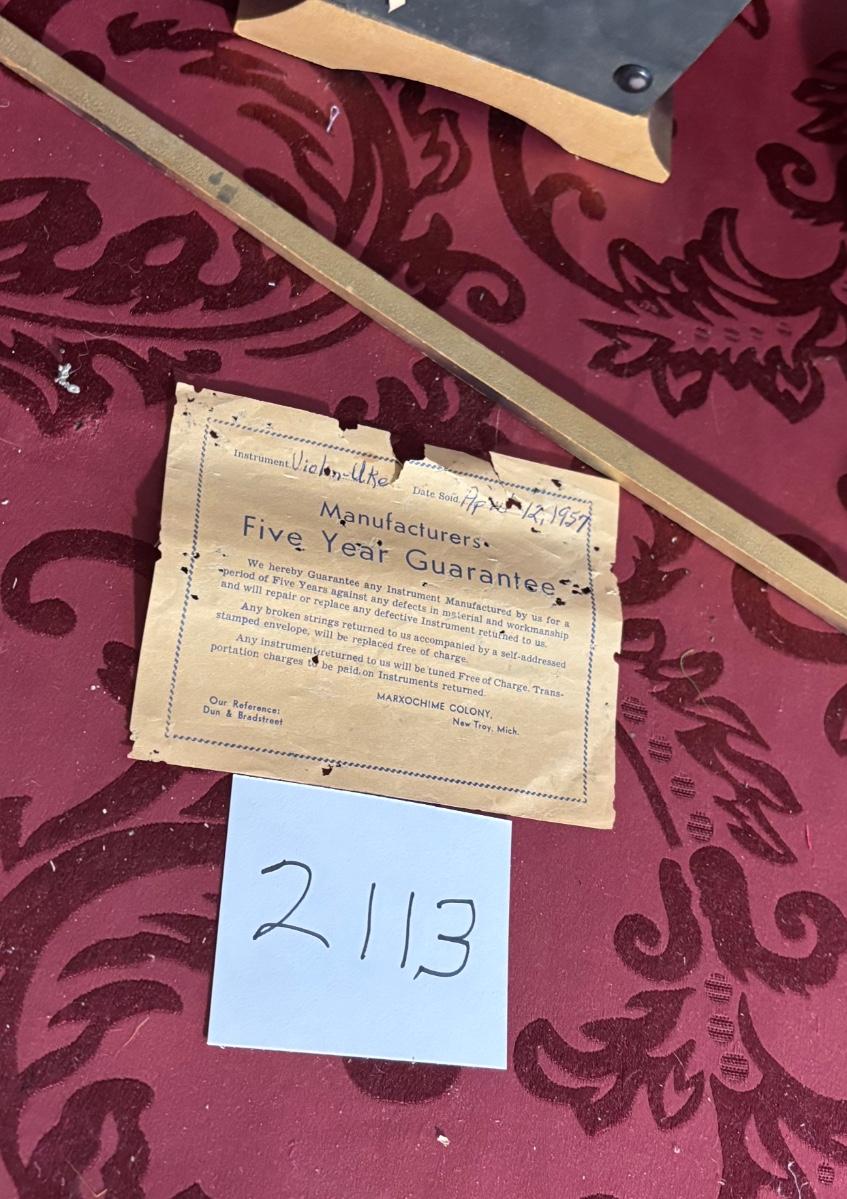 Instrument Violin-Uke Date Sold April 12, 1957
Manufacturers
Five Year Guarantee
We hereby Guarantee any Instrument Manufactured by us for a
period of Five Years against any defects in material and workmanship
and will repair or replace any defective Instrument returned to us.
Any broken strings returned to us accompanied by a self-addressed
stamped envelope, will be replaced free of charge.
Any instrument returned to us will be tuned Free of Charge. Trans-
portation charges to be paid on Instruments returned.
MARXOCHIME COLONY,
New Troy, Mich.
Our Reference:
Dun & Bradstreet
2113